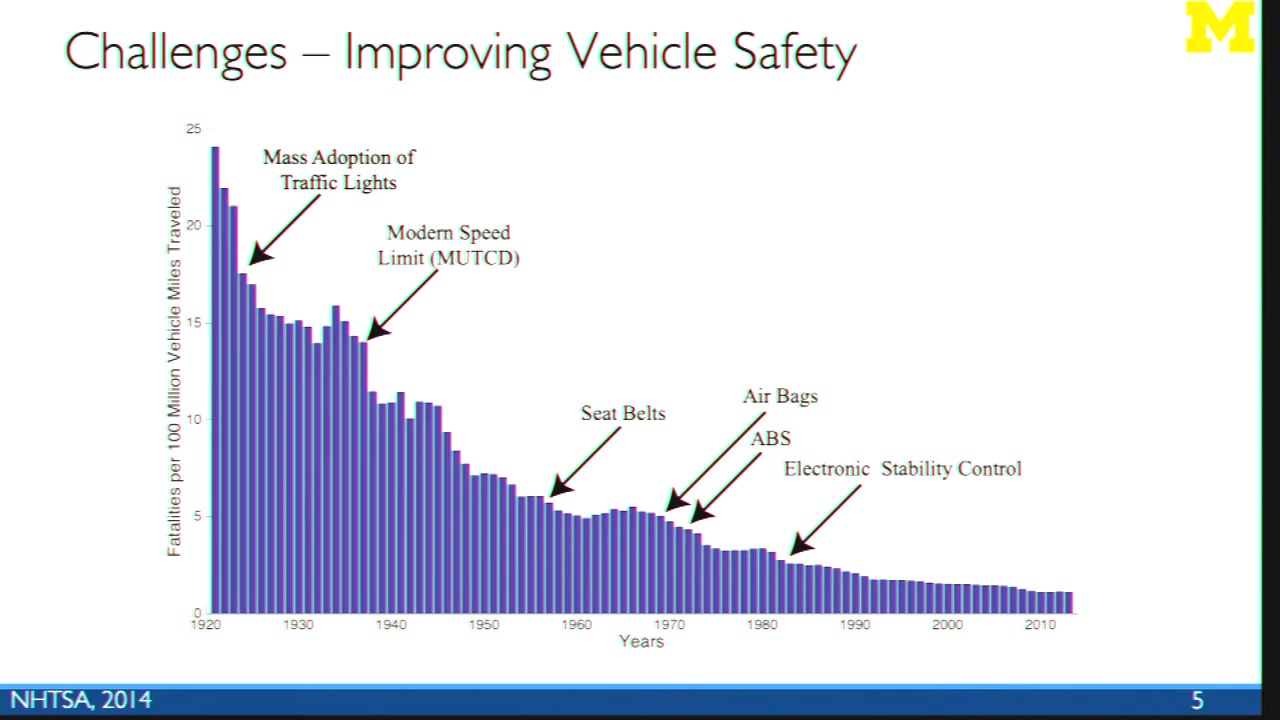 Challenges – Improving Vehicle Safety
M
25
20
15
10
5
0
Fatalities per 100 Million Vehicle Miles Traveled
Mass Adoption of
Traffic Lights
Modern Speed
Limit (MUTCD)
Seat Belts
Air Bags
ABS
Electronic Stability Control
1920 1930 1940 1950 1960 1970 1980 1990 2000 2010
Years
NHTSA, 2014
5